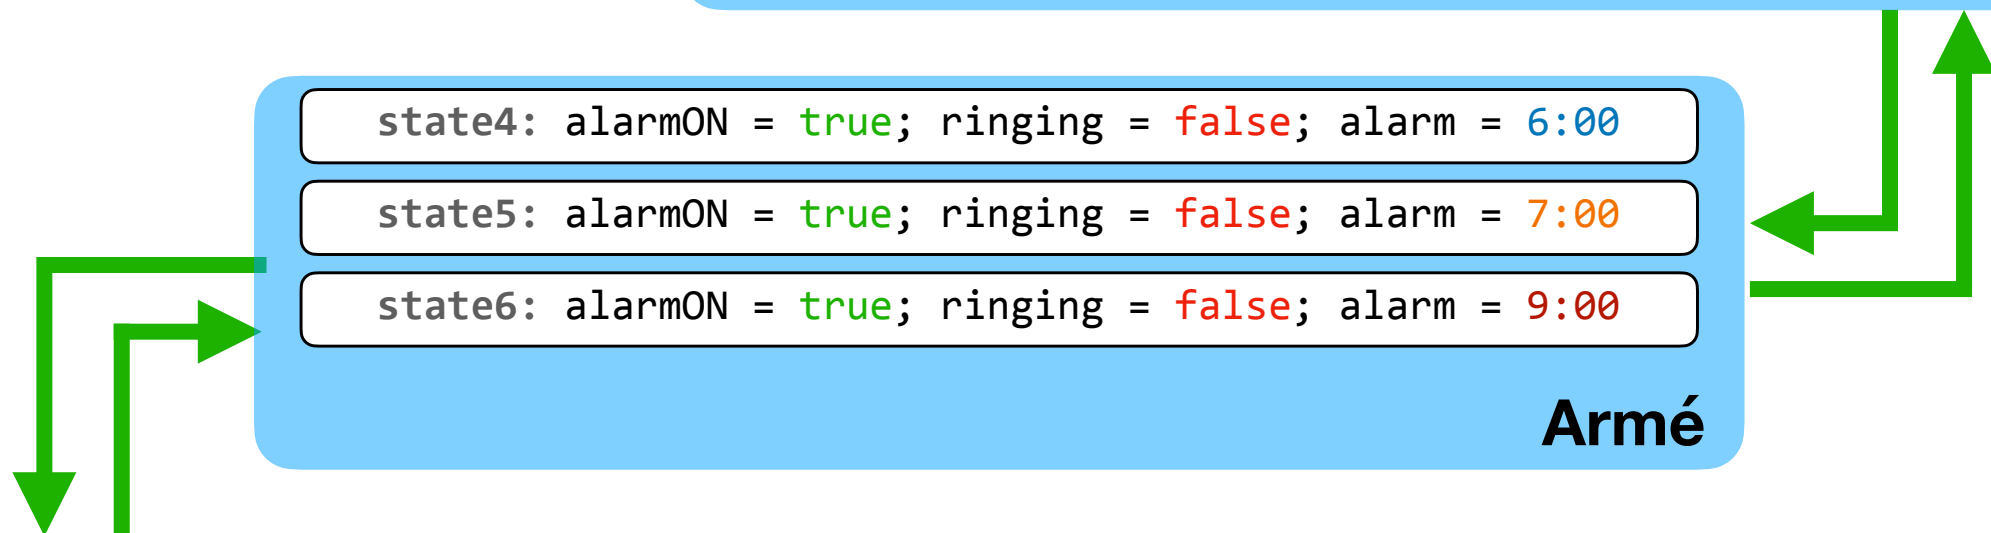 state4: alarmON = true; ringing = false; alarm = 6:00
state5: alarmON = true; ringing = false; alarm = 7:00
state6: alarmON = true; ringing = false; alarm = 9:00
Armé